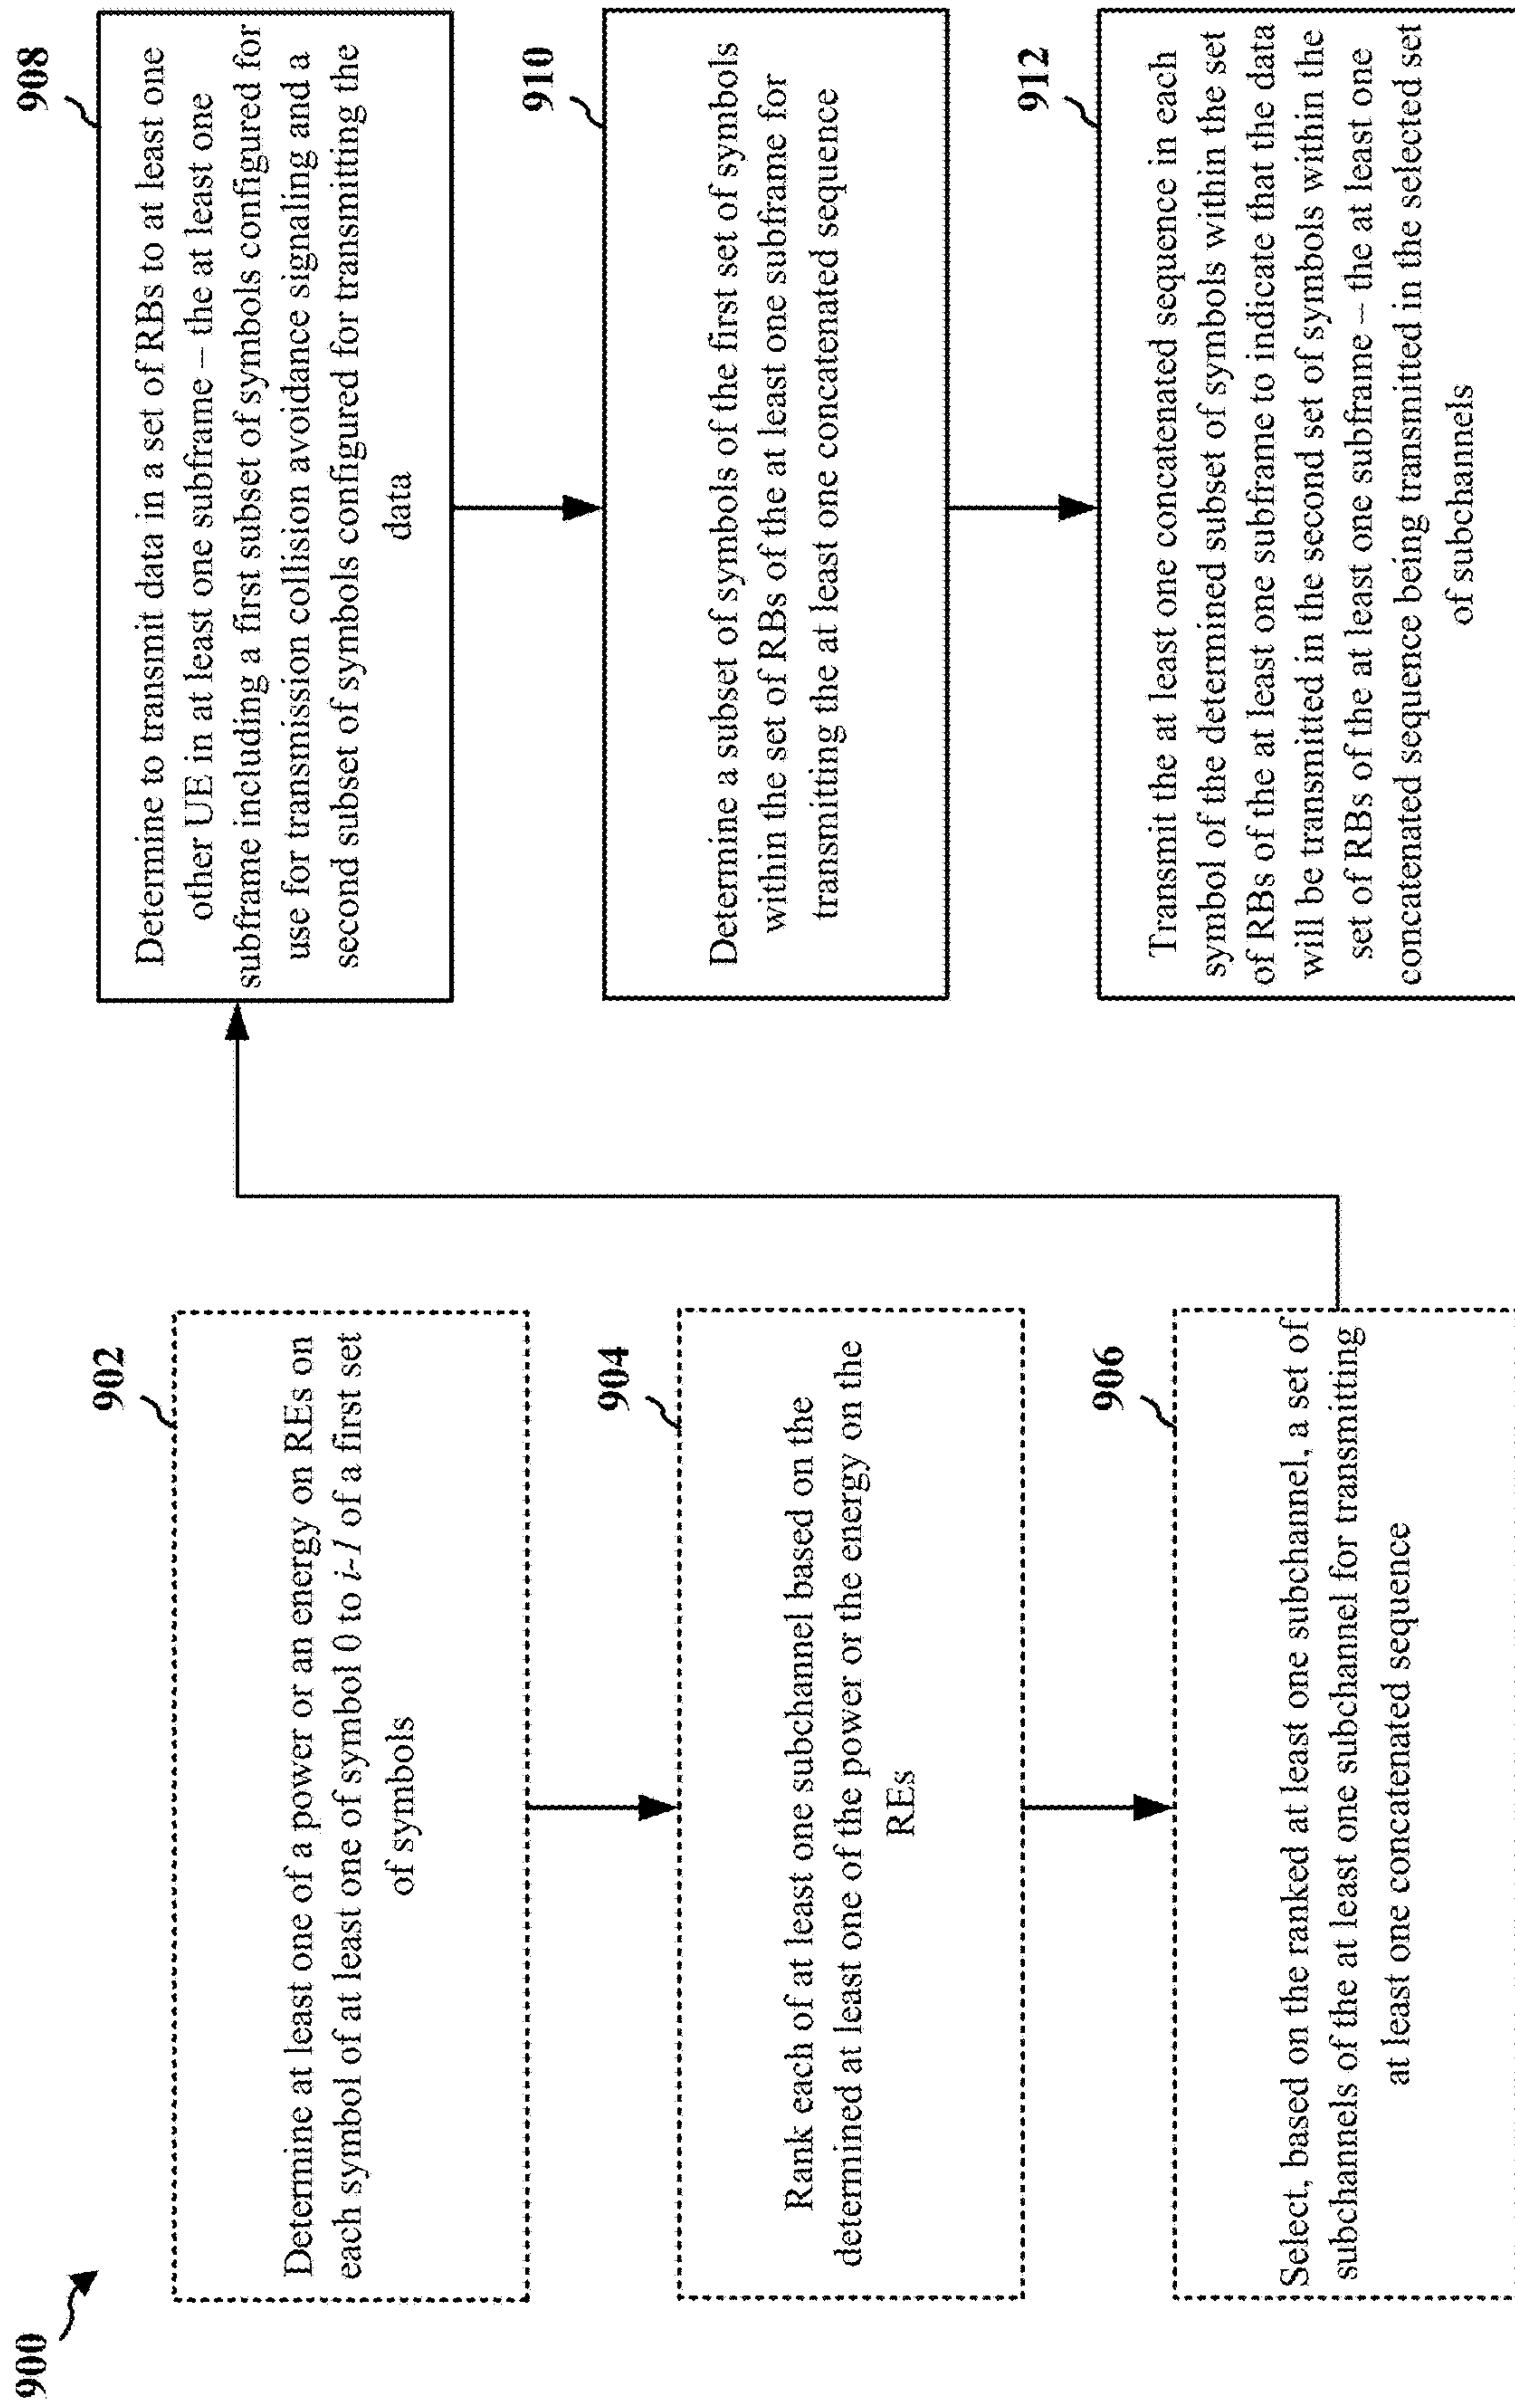 900
902
Determine at least one of a power or an energy on REs on
each symbol of at least one of symbol 0 to i-1 of a first set
of symbols
904
Rank each of at least one subchannel based on the
determined at least one of the power or the energy on the
REs
906
Select, based on the ranked at least one subchannel, a set of
subchannels of the at least one subchannel for transmitting
at least one concatenated sequence
908
Determine to transmit data in a set of RBs to at least one
other UE in at least one subframe – the at least one
subframe including a first subset of symbols configured for
use for transmission collision avoidance signaling and a
second subset of symbols configured for transmitting the
data
910
Determine a subset of symbols of the first set of symbols
within the set of RBs of the at least one subframe for
transmitting the at least one concatenated sequence
912
Transmit the at least one concatenated sequence in each
symbol of the determined subset of symbols within the set
of RBs of the at least one subframe to indicate that the data
will be transmitted in the second set of symbols within the
set of RBs of the at least one subframe – the at least one
concatenated sequence being transmitted in the selected set
of subchannels